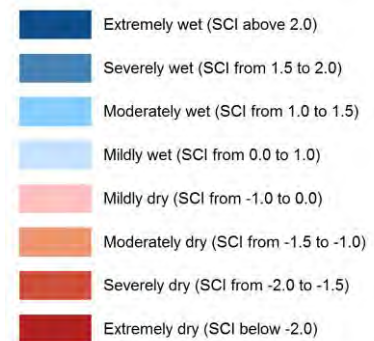 Extremely wet (SCI above 2.0)
Severely wet (SCI from 1.5 to 2.0)
Moderately wet (SCI from 1.0 to 1.5)
Mildly wet (SCI from 0.0 to 1.0)
Mildly dry (SCI from -1.0 to 0.0)
Moderately dry (SCI from -1.5 to -1.0)
Severely dry (SCI from -2.0 to -1.5)
Extremely dry (SCI below -2.0)